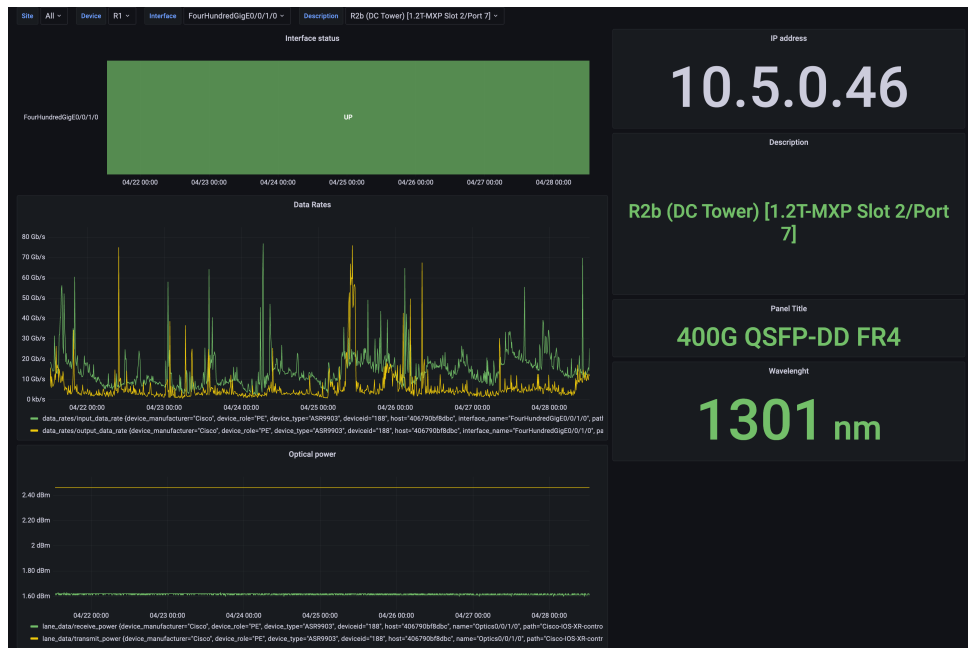 Site All Device R1 Interface FourHundredGigE0/0/1/0 Description R2b (DC Tower) [1.2T-MXP Slot 2/Port 7]
Interface status
FourHundredGigE0/0/1/0
UP
04/22 00:00 04/23 00:00 04/24 00:00 04/25 00:00 04/26 00:00 04/27 00:00 04/28 00:00
IP address
10.5.0.46
Description
R2b (DC Tower) [1.2T-MXP Slot 2/Port
7]
Panel Title
400G QSFP-DD FR4
Wavelenght
1301 nm
Data Rates
80 Gb/s
70 Gb/s
60 Gb/s
50 Gb/s
40 Gb/s
30 Gb/s
20 Gb/s
10 Gb/s
0 kb/s
04/22 00:00 04/23 00:00 04/24 00:00 04/25 00:00 04/26 00:00 04/27 00:00 04/28 00:00
data_rates/input_data_rate {device_manufacturer="Cisco", device_role="PE", device_type="ASR9903", deviceid="188", host="406790bf8dbc", interface_name="FourHundredGigE0/0/1/0", patl
data_rates/output_data_rate {device_manufacturer="Cisco", device_role="PE", device_type="ASR9903", deviceid="188", host="406790bf8dbc", interface_name="FourHundredGigE0/0/1/0", pa
Optical power
2.40 dBm
2.20 dBm
2 dBm
1.80 dBm
1.60 dBm
04/22 00:00 04/23 00:00 04/24 00:00 04/25 00:00 04/26 00:00 04/27 00:00 04/28 00:00
lane_data/receive_power {device_manufacturer="Cisco", device_role="PE", device_type="ASR9903", deviceid="188", host="406790bf8dbc", name="Optics0/0/1/0", path="Cisco-IOS-XR-contro
lane_data/transmit_power {device_manufacturer="Cisco", device_role="PE", device_type="ASR9903", deviceid="188", host="406790bf8dbc", name="Optics0/0/1/0", path="Cisco-IOS-XR-contr